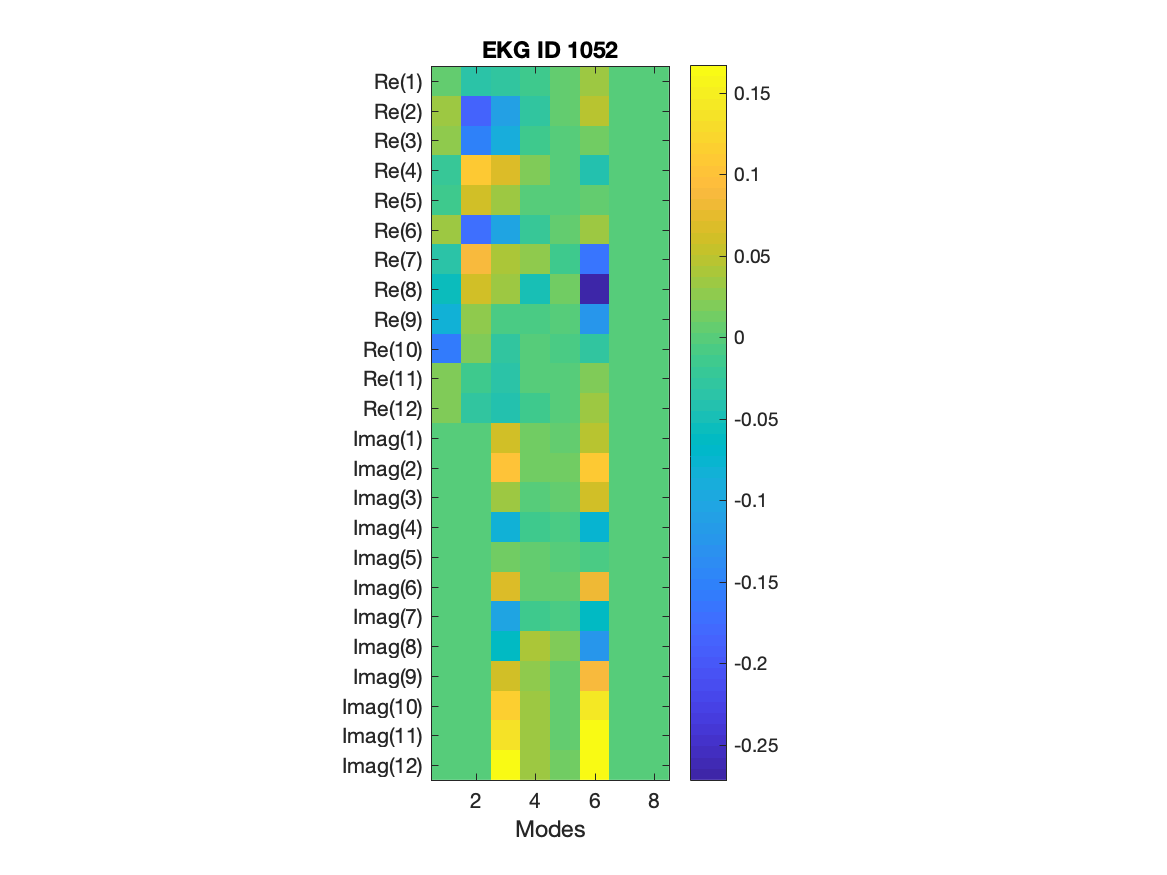 EKG ID 1052
Re(1)
Re(2)
Re(3)
Re(4)
Re(5)
Re(6)
Re(7)
Re(8)
Re(9)
Re(10)
Re(11)
Re(12)
Imag(1)
Imag(2)
Imag(3)
Imag(4)
Imag(5)
Imag(6)
Imag(7)
Imag(8)
Imag(9)
Imag(10)
Imag(11)
Imag(12)
2 4 6 8
Modes
0.15
0.1
0.05
0
-0.05
-0.1
-0.15
-0.2
-0.25